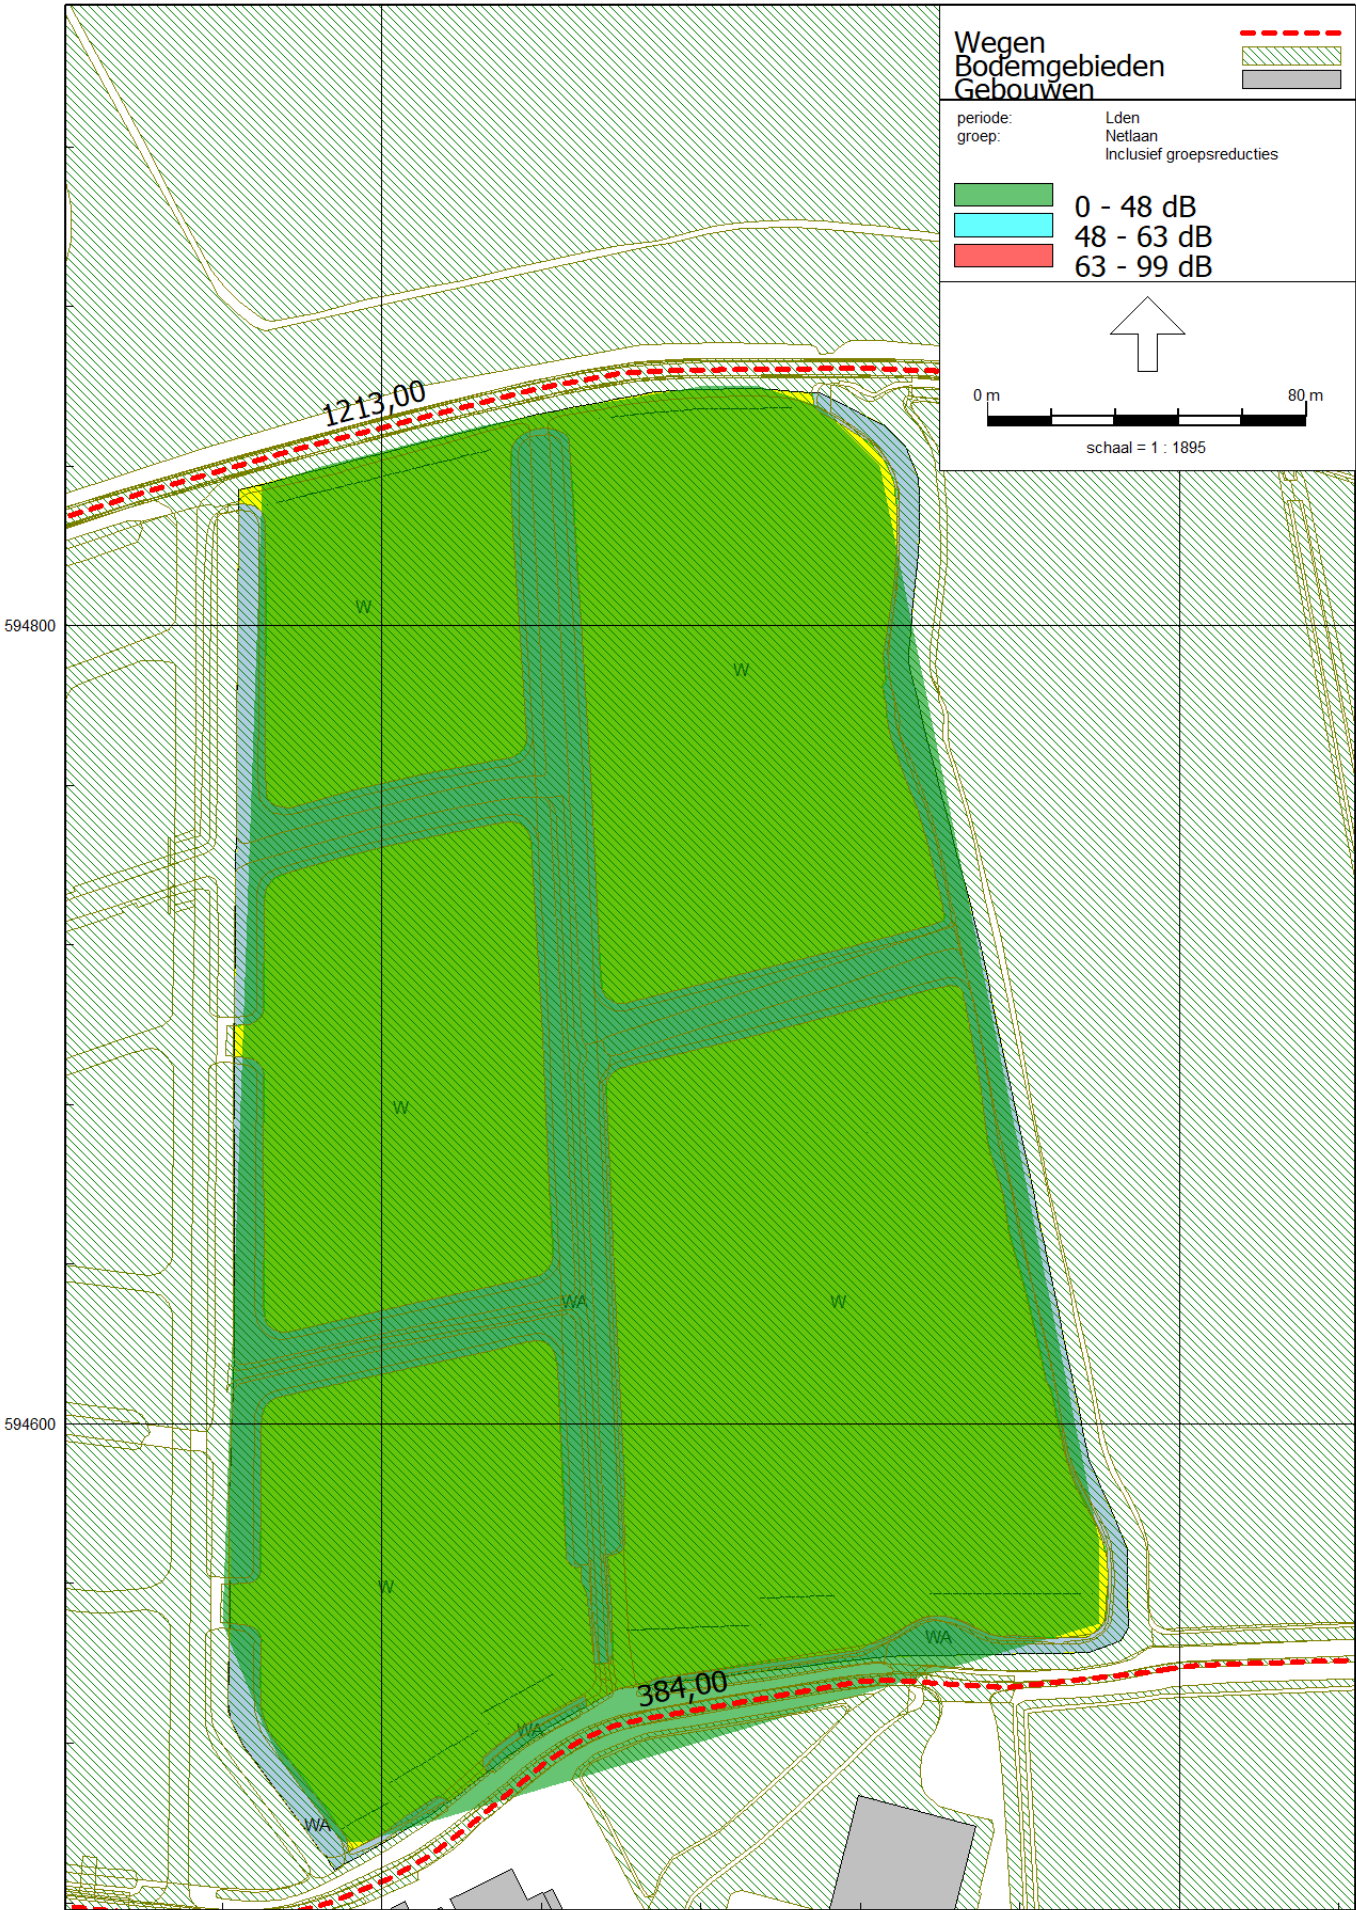 Wegen
Bodemgebieden
Gebouwen
periode: Lden
groep: Netlaan
Inclusief groepsreducties
0 - 48 dB
48 - 63 dB
63 - 99 dB
0 m 80 m
schaal = 1 : 1895
1213,00
W
594800
W
W
WA
W
594600
W
WA
384,00
WA
WA